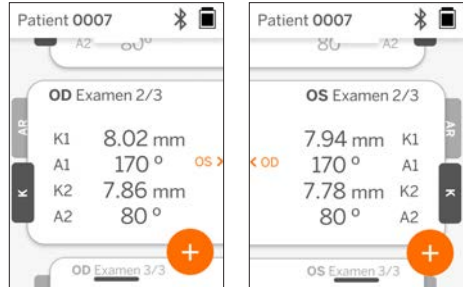 Patient 0007
A2 80°
OD Examen 2/3
AR
K
K1 8.02 mm
A1 170 °
K2 7.86 mm
A2 80 °
OS >
+
OD Examen 3/3
Patient 0007
80 A2
OS Examen 2/3
AR
K
7.94 mm K1
170 ° A1
7.78 mm K2
80 ° A2
< OD
+
OS Examen 3/3